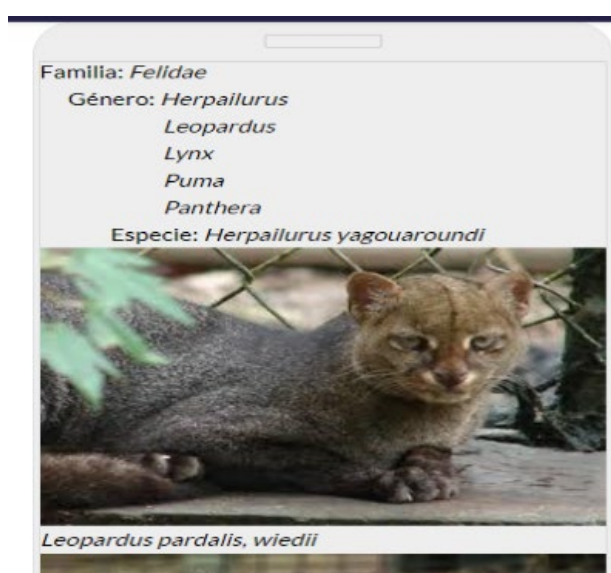 Familia: Felidae
Género: Herpailurus
Leopardus
Lynx
Puma
Panthera
Especie: Herpailurus yagouaroundi
Leopardus pardalis, wiedii